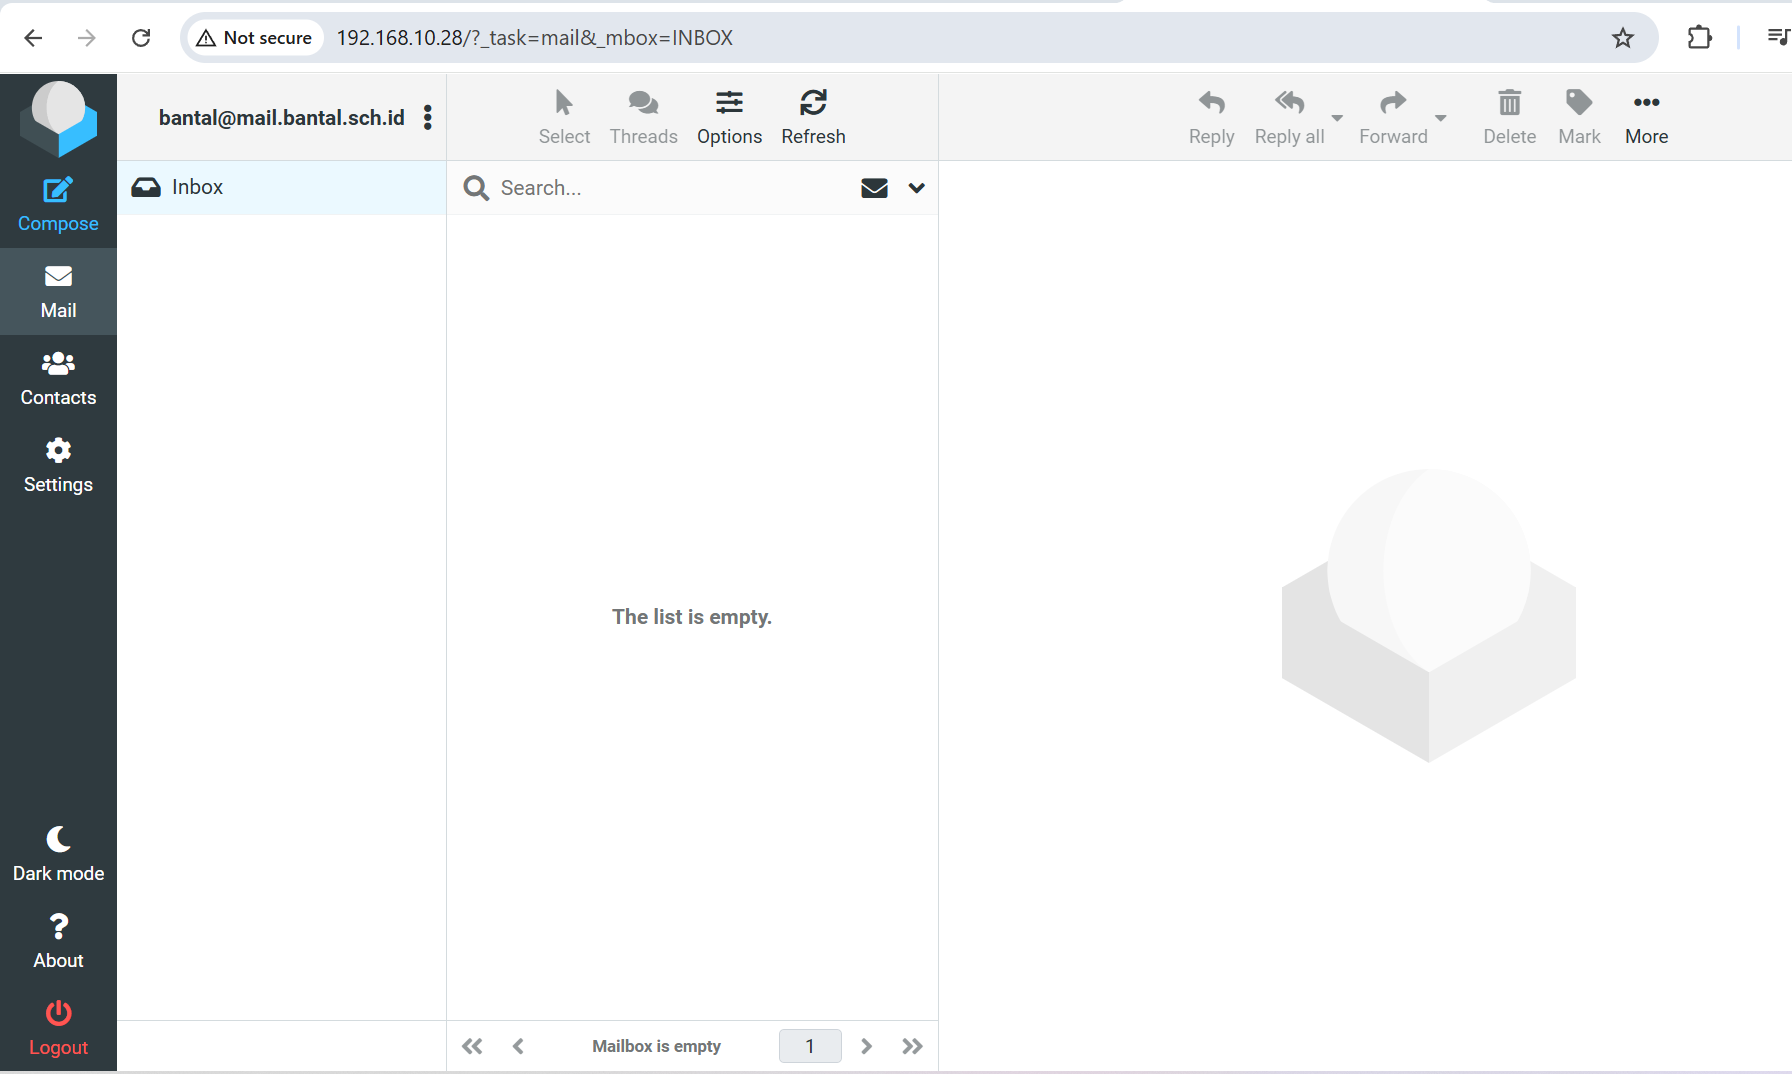 Not secure 192.168.10.28/?_task=mail&_mbox=INBOX
bantal@mail.bantal.sch.id
Select Threads Options Refresh
Reply Reply all Forward Delete Mark More
Compose
Mail
Contacts
Settings
Dark mode
About
Logout
Inbox
Search...
The list is empty.
Mailbox is empty 1